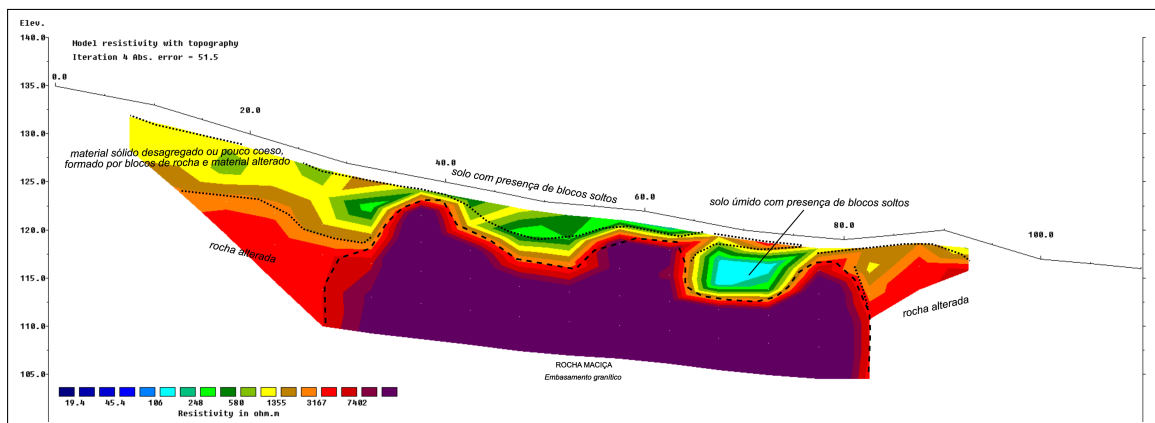 Elev.
140.0
Model resistivity with topography
Iteration 4 Abs. error = 51.5
135.0
0.0
20.0
130.0
material sólido desagregado ou pouco coeso,
formado por blocos de rocha e material alterado
40.0
solo com presença de blocos soltos
125.0
60.0
solo úmido com presença de blocos soltos
80.0
100.0
120.0
rocha alterada
115.0
rocha alterada
110.0
ROCHA MACIÇA
Embasamento granítico
105.0
19.4 45.4 106 248 580 1355 3167 7402
Resistivity in ohm.m